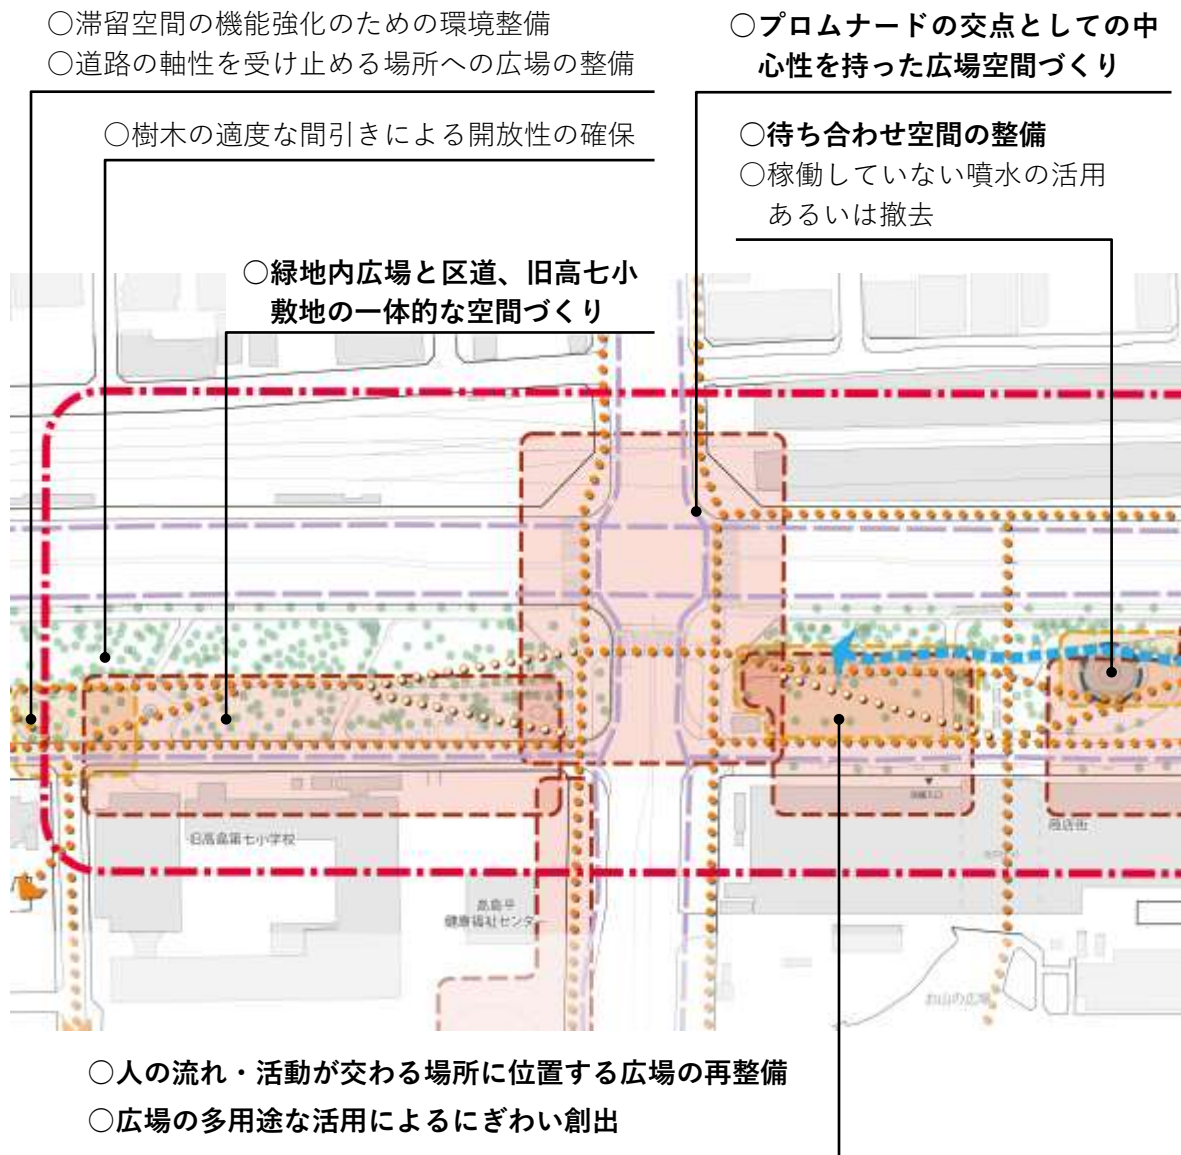 ○滞留空間の機能強化のための環境整備
○道路の軸性を受け止める場所への広場の整備
○樹木の適度な間引きによる開放性の確保
○緑地内広場と区道、旧高七小
敷地の一体的な空間づくり
○プロムナードの交点としての中
心性を持った広場空間づくり
○待ち合わせ空間の整備
○稼働していない噴水の活用
あるいは撤去
旧高島第七小学校
高島平
健康福祉センター
商店街
お山の広場
○人の流れ・活動が交わる場所に位置する広場の再整備
○広場の多用途な活用によるにぎわい創出